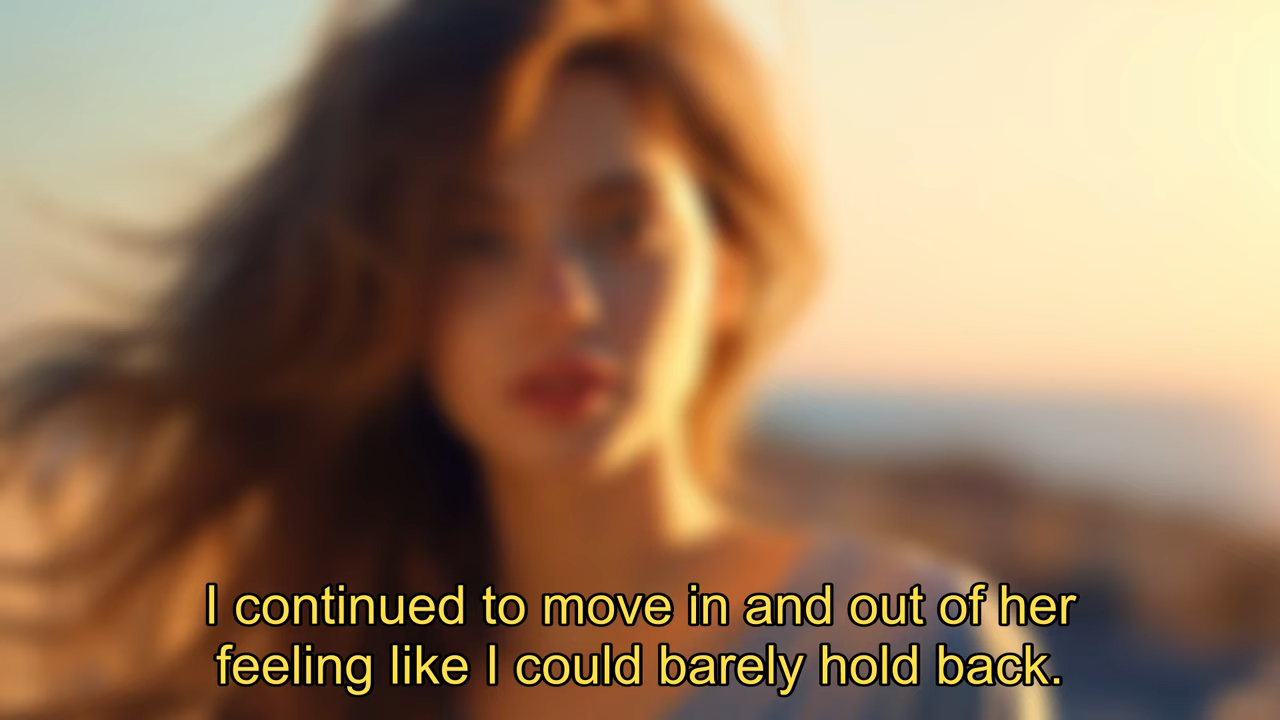 I continued to move in and out of her
feeling like I could barely hold back.